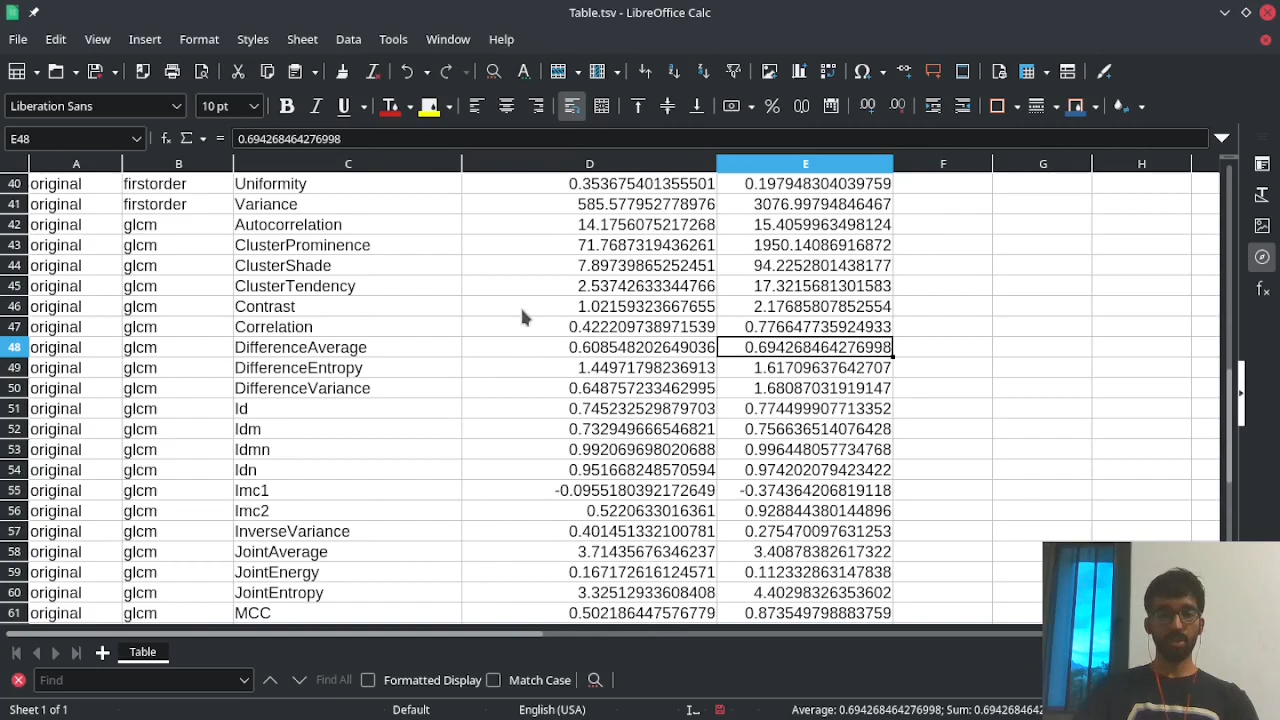 Table.tsv - LibreOffice Calc
File Edit View Insert Format Styles Sheet Data Tools Window Help
Liberation Sans 10 pt
E48 0.694268464276998
A B C D E F G H
40 original firstorder Uniformity 0.353675401355501 0.197948304039759
41 original firstorder Variance 585.577952778976 3076.99794846467
42 original glcm Autocorrelation 14.1756075217268 15.4059963498124
43 original glcm ClusterProminence 71.7687319436261 1950.14086916872
44 original glcm ClusterShade 7.89739865252451 94.2252801438177
45 original glcm ClusterTendency 2.53742633344766 17.3215681301583
46 original glcm Contrast 1.02159323667655 2.17685807852554
47 original glcm Correlation 0.422209738971539 0.776647735924933
48 original glcm DifferenceAverage 0.608548202649036 0.694268464276998
49 original glcm DifferenceEntropy 1.44971798236913 1.61709637642707
50 original glcm DifferenceVariance 0.648757233462995 1.68087031919147
51 original glcm Id 0.745232529879703 0.774499907713352
52 original glcm Idm 0.732949666546821 0.756636514076428
53 original glcm Idmn 0.992069698020688 0.996448057734768
54 original glcm Idn 0.951668248570594 0.974202079423422
55 original glcm Imc1 -0.0955180392172649 -0.374364206819118
56 original glcm Imc2 0.5220633016361 0.928844380144896
57 original glcm InverseVariance 0.401451332100781 0.275470097631253
58 original glcm JointAverage 3.71435676346237 3.40878382617322
59 original glcm JointEnergy 0.167172616124571 0.112332863147838
60 original glcm JointEntropy 3.32512933608408 4.40298326353602
61 original glcm MCC 0.502186447576779 0.873549798883759
Table
Find Find All Formatted Display Match Case
Sheet 1 of 1 Default English (USA) Average: 0.694268464276998; Sum: 0.69426846